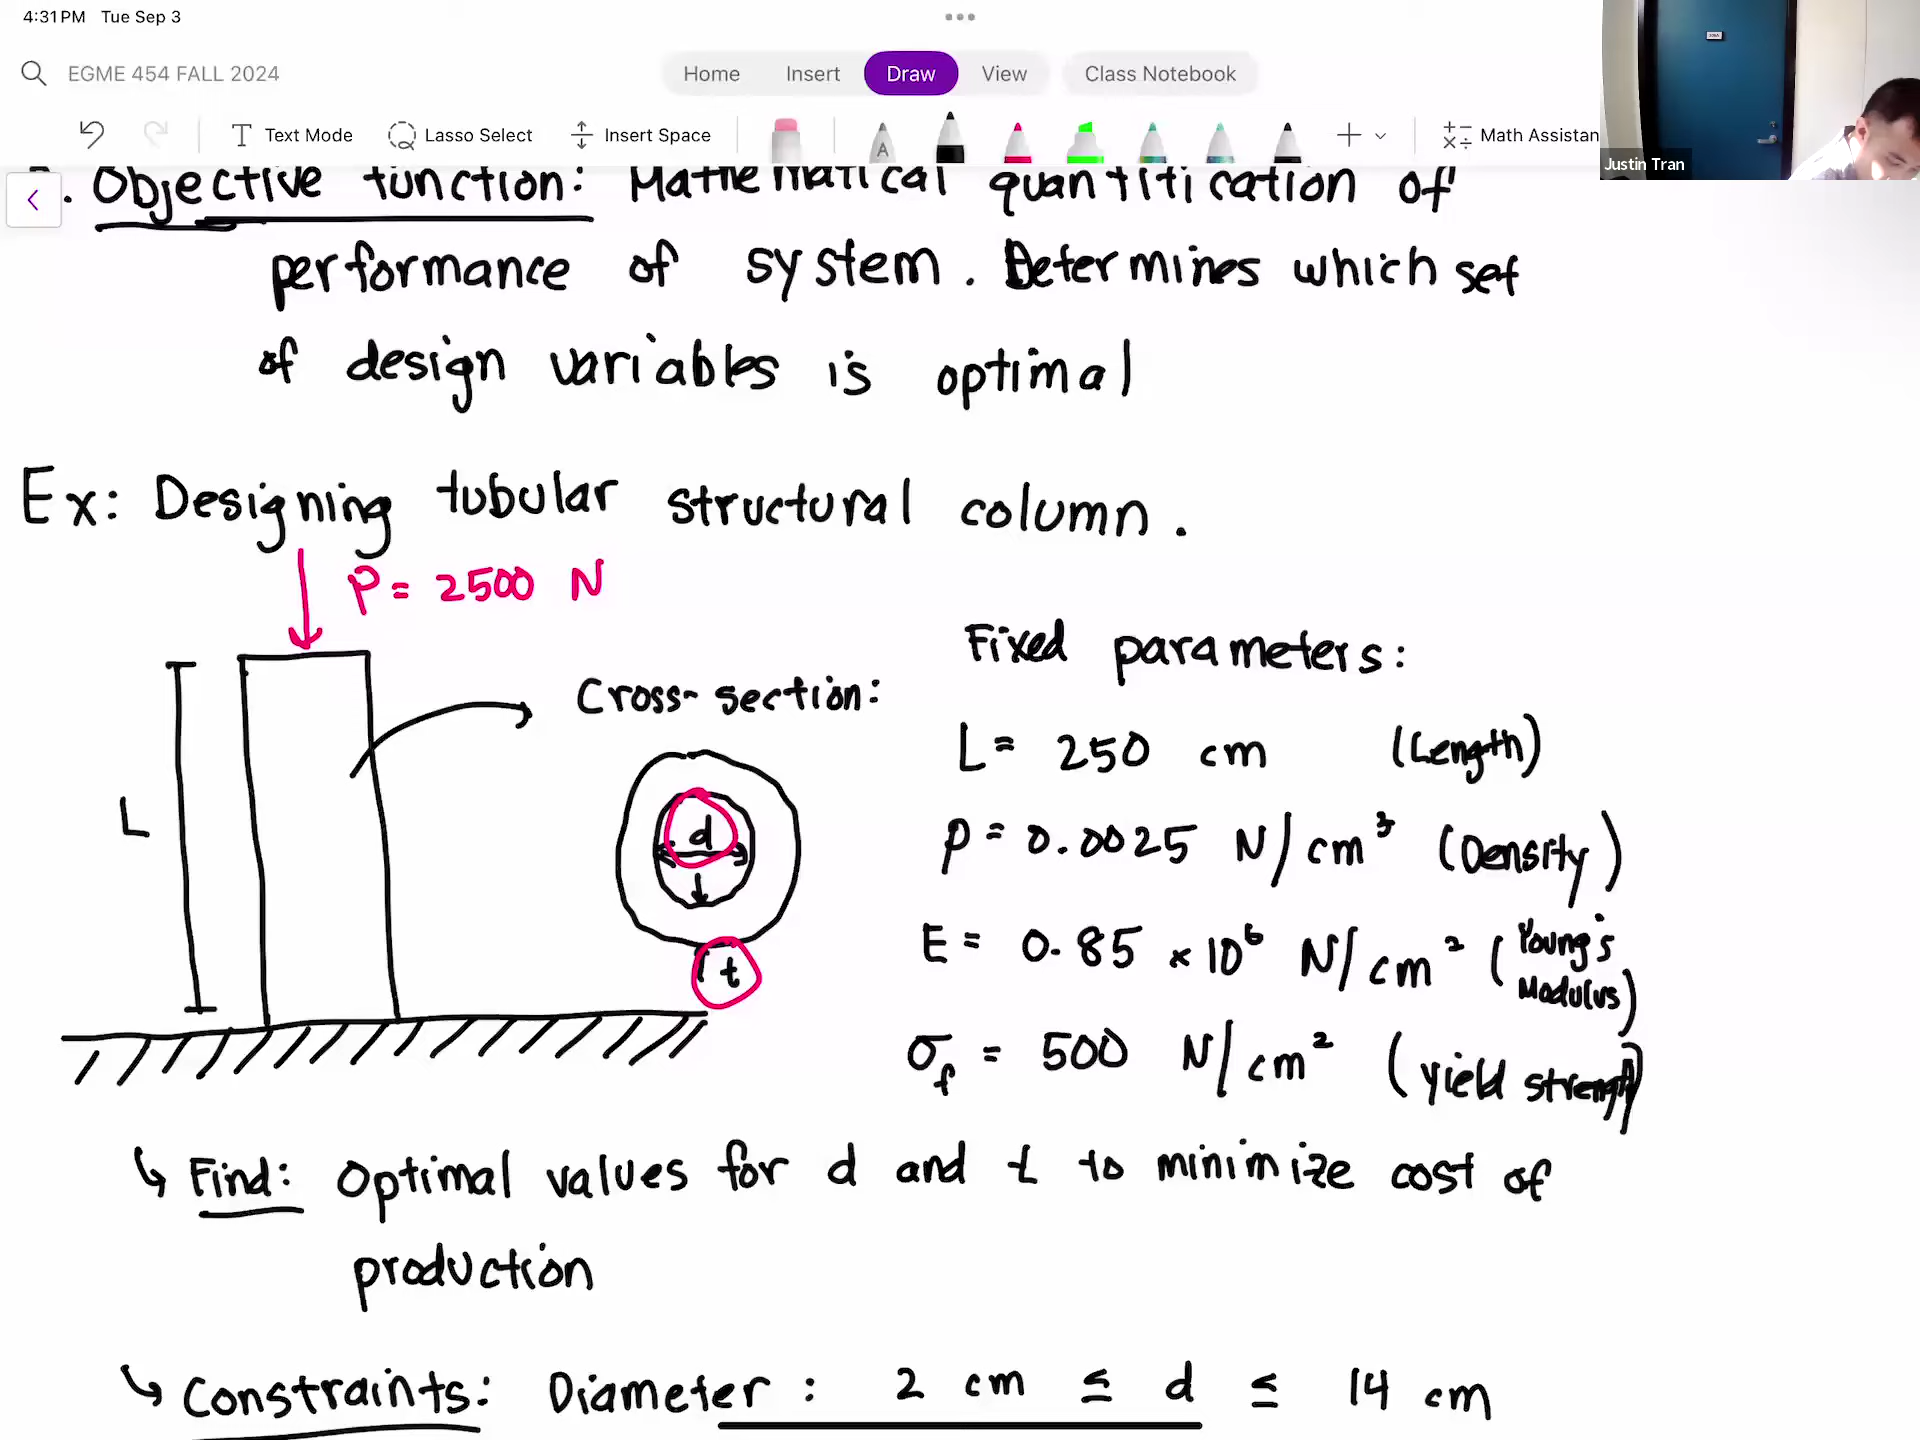 4:31 PM Tue Sep 3
EGME 454 FALL 2024
Home Insert Draw View Class Notebook
Text Mode Lasso Select Insert Space A Math Assistan
Justin Tran
Objective function: Mathematical quantification of
performance of system. Determines which set
of design variables is optimal
Ex: Designing tubular structural column.
P = 2500 N
Cross-section:
L
d
t
Fixed parameters:
L = 250 cm (Length)
ρ = 0.0025 N/cm³ (Density)
E = 0.85 × 10⁶ N/cm² (Young's Modulus)
σf = 500 N/cm² (yield strength)
↳ Find: Optimal values for d and t to minimize cost of
production
↳ Constraints: Diameter: 2 cm ≤ d ≤ 14 cm